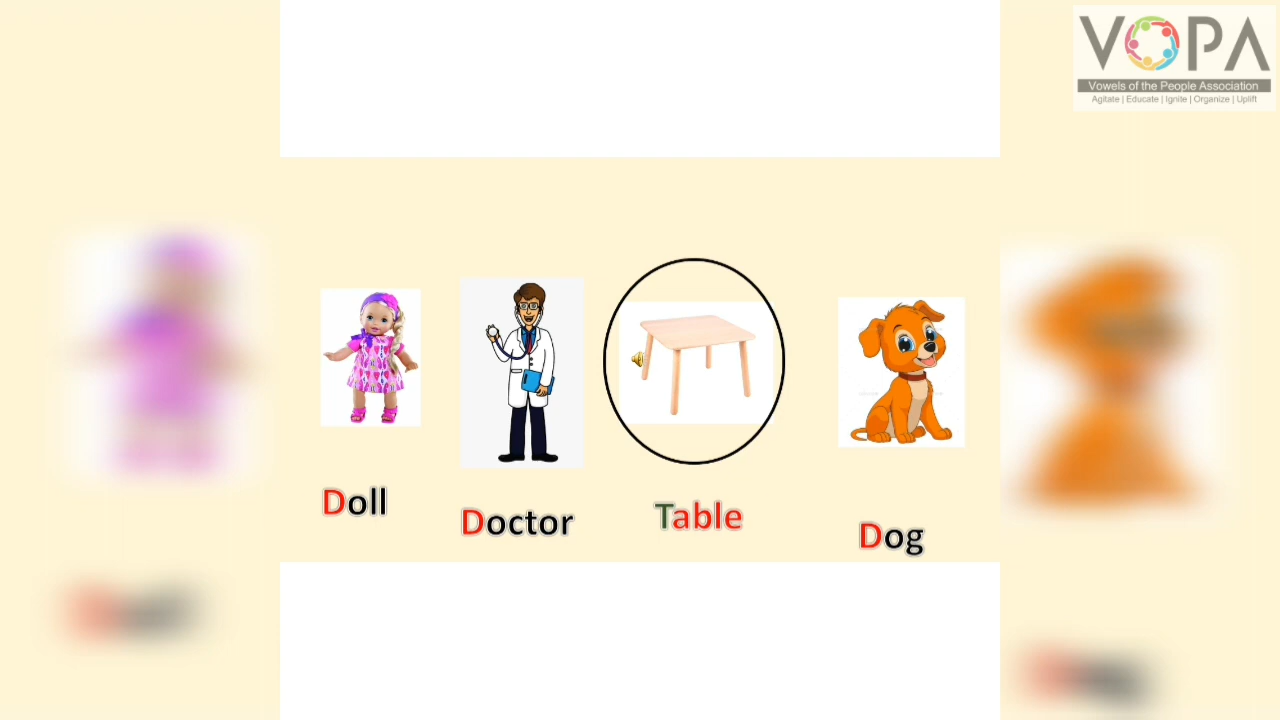 VOPA
Vowels of the People Association
Agitate | Educate | Ignite | Organize | Uplift
Doll
Doctor
Table
Dog